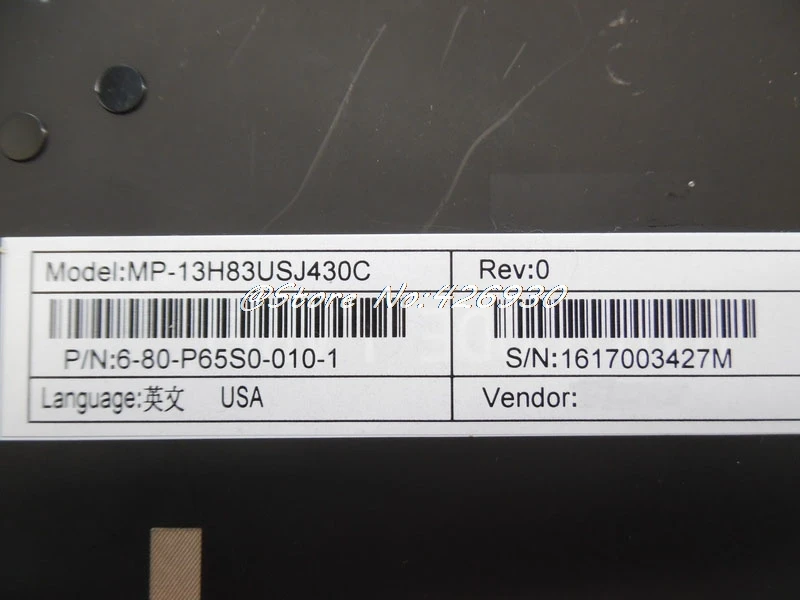 Model:MP-13H83USJ430C
Rev:0
@Store No:426930
P/N:6-80-P65S0-010-1
S/N:1617003427M
Language:英文 USA
Vendor: